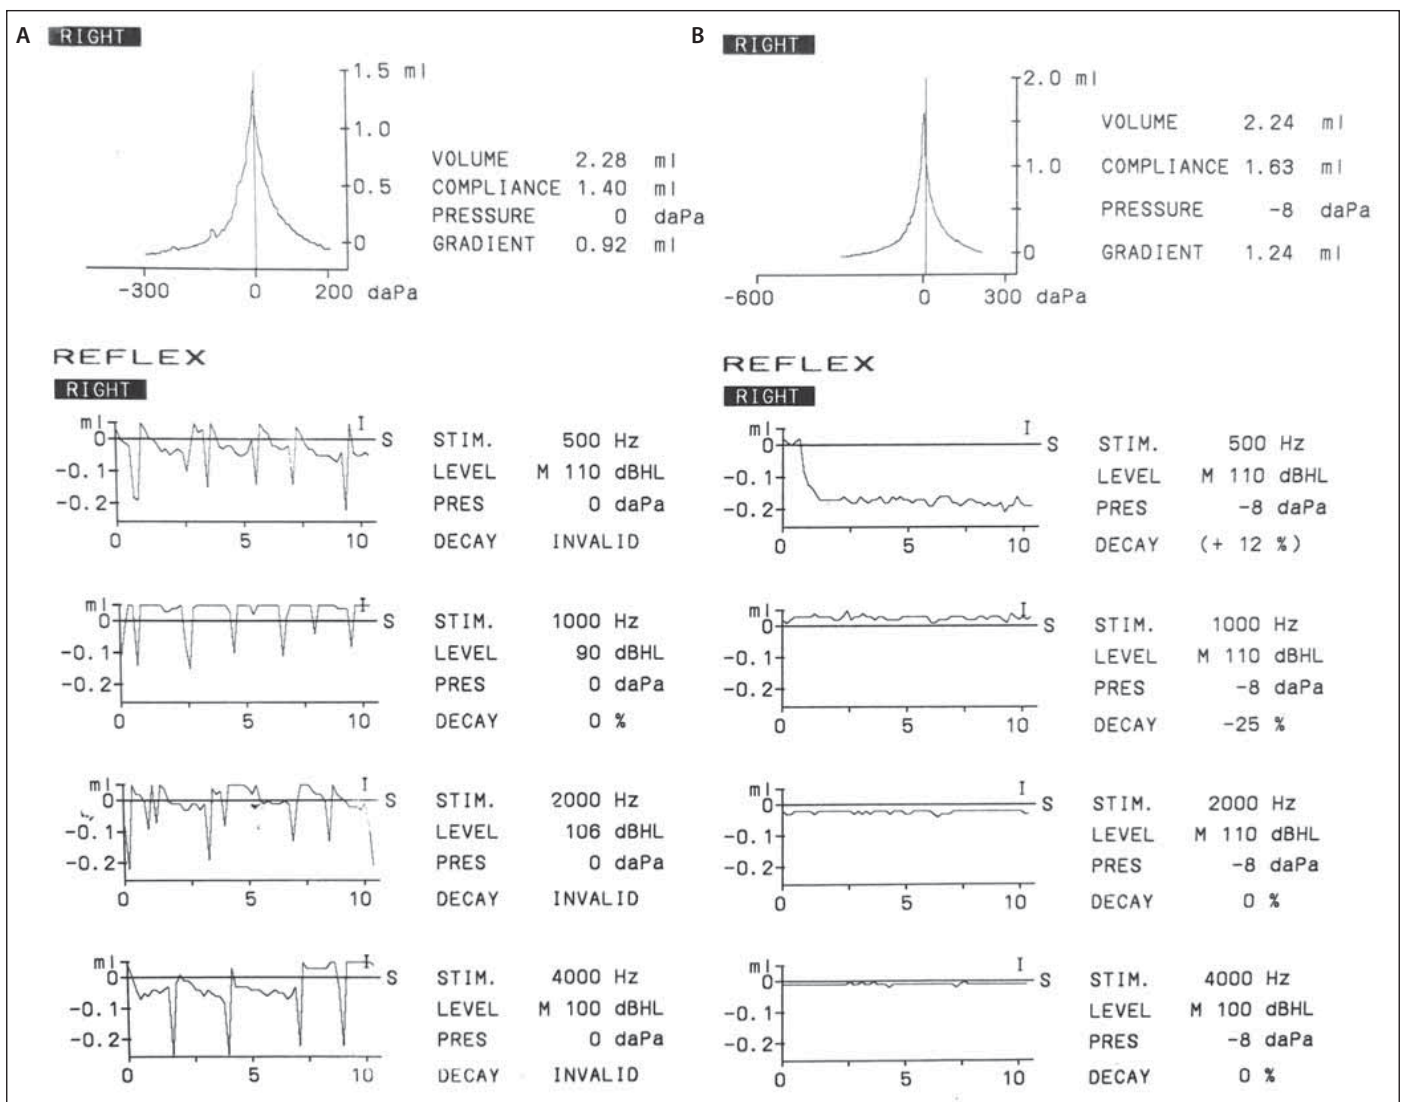 A RIGHT
1.5 ml
1.0
0.5
0
-300 0 200 daPa
VOLUME 2.28 ml
COMPLIANCE 1.40 ml
PRESSURE 0 daPa
GRADIENT 0.92 ml
REFLEX
RIGHT
ml
0
-0.1
-0.2
0 5 10
I
S
STIM. 500 Hz
LEVEL M 110 dBHL
PRES 0 daPa
DECAY INVALID
ml
0
-0.1
-0.2
0 5 10
I
S
STIM. 1000 Hz
LEVEL 90 dBHL
PRES 0 daPa
DECAY 0 %
ml
0
-0.1
-0.2
0 5 10
I
S
STIM. 2000 Hz
LEVEL 106 dBHL
PRES 0 daPa
DECAY INVALID
ml
0
-0.1
-0.2
0 5 10
I
S
STIM. 4000 Hz
LEVEL M 100 dBHL
PRES 0 daPa
DECAY INVALID
B RIGHT
2.0 ml
1.0
0
-600 0 300 daPa
VOLUME 2.24 ml
COMPLIANCE 1.63 ml
PRESSURE -8 daPa
GRADIENT 1.24 ml
REFLEX
RIGHT
ml
0
-0.1
-0.2
0 5 10
I
S
STIM. 500 Hz
LEVEL M 110 dBHL
PRES -8 daPa
DECAY (+ 12 %)
ml
0
-0.1
-0.2
0 5 10
I
S
STIM. 1000 Hz
LEVEL M 110 dBHL
PRES -8 daPa
DECAY -25 %
ml
0
-0.1
-0.2
0 5 10
I
S
STIM. 2000 Hz
LEVEL M 110 dBHL
PRES -8 daPa
DECAY 0 %
ml
0
-0.1
-0.2
0 5 10
I
S
STIM. 4000 Hz
LEVEL M 100 dBHL
PRES -8 daPa
DECAY 0 %